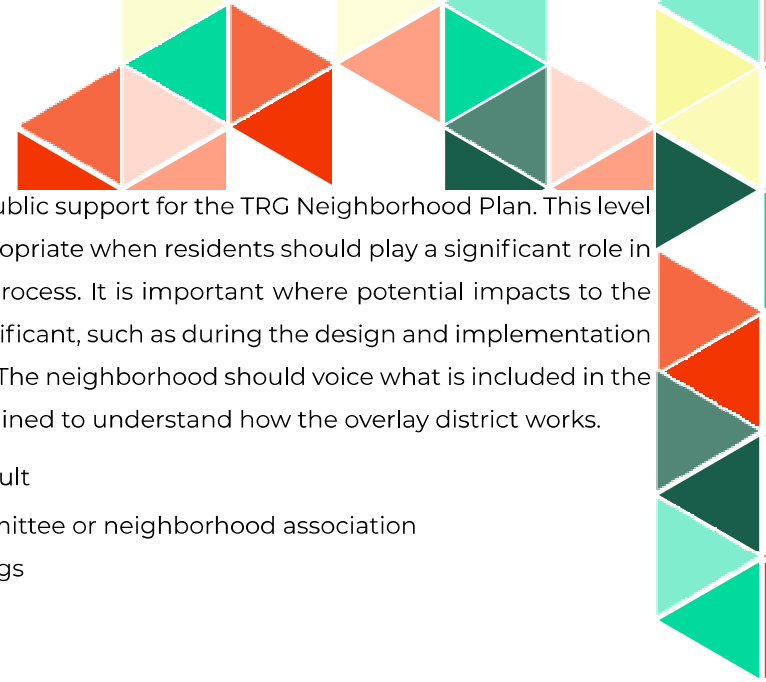 ublic support for the TRG Neighborhood Plan. This level
opriate when residents should play a significant role in
rocess. It is important where potential impacts to the
ificant, such as during the design and implementation
The neighborhood should voice what is included in the
ined to understand how the overlay district works.
ult
mittee or neighborhood association
gs